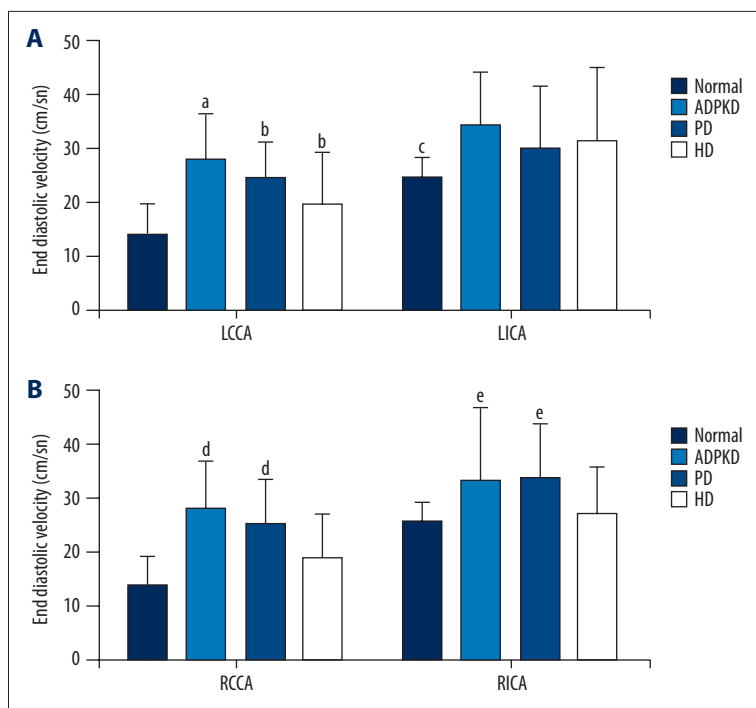 A
50
40
30
20
10
0
End diastolic velocity (cm/sn)
a
b
b
c
LCCA
LICA
Normal
ADPKD
PD
HD
B
50
40
30
20
10
0
End diastolic velocity (cm/sn)
d
d
e
e
RCCA
RICA
Normal
ADPKD
PD
HD